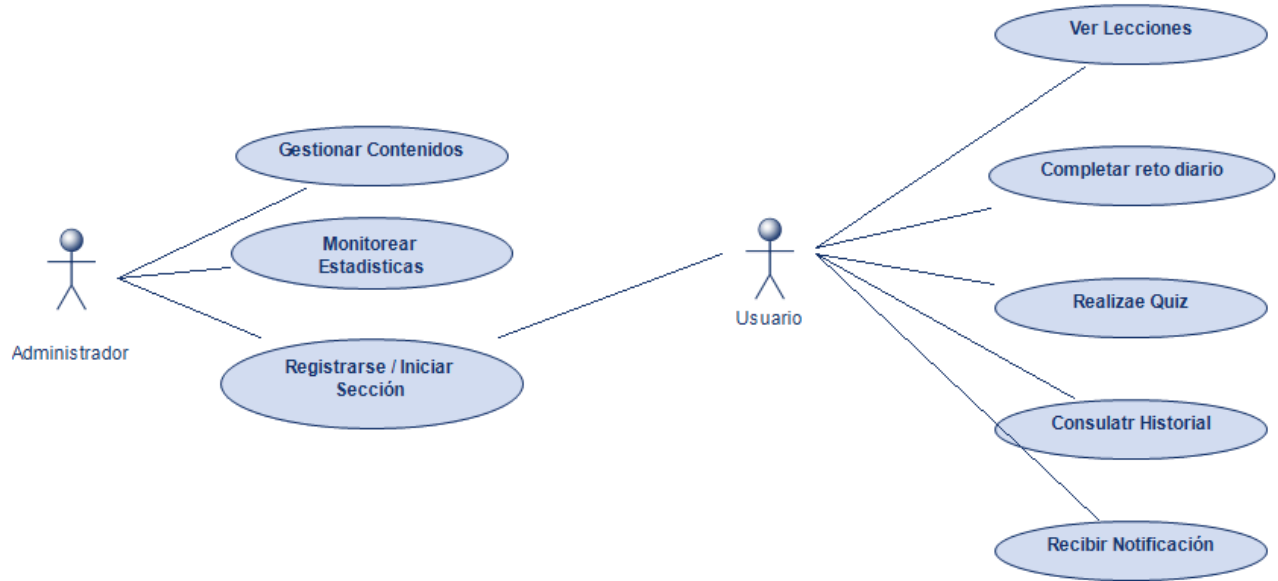 Ver Lecciones
Gestionar Contenidos
Completar reto diario
Monitorear
Estadisticas
Realizae Quiz
Usuario
Administrador
Registrarse / Iniciar
Sección
Consulatr Historial
Recibir Notificación